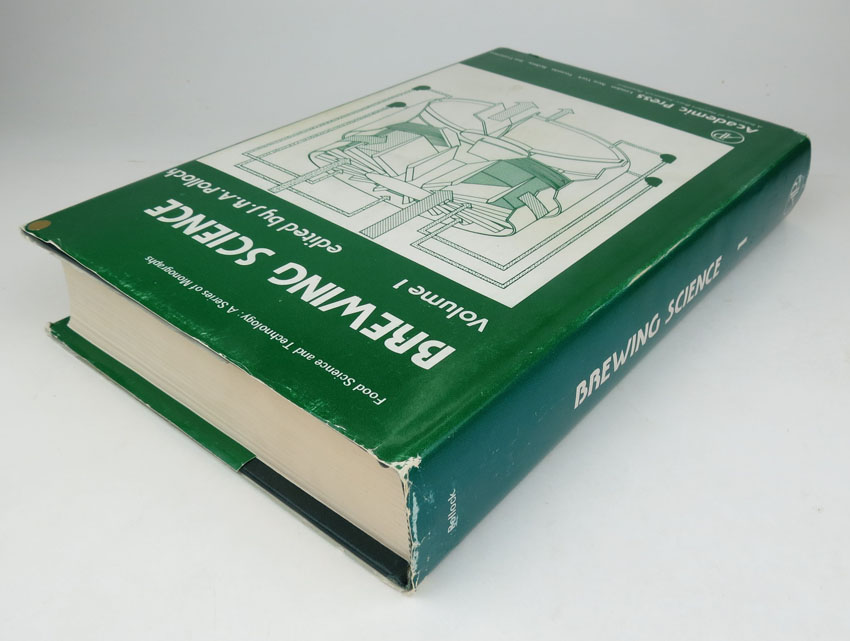 Food Science and Technology: A Series of Monographs
BREWING SCIENCE
Volume 1
edited by J.R.A. Pollock
Academic Press
Pollock
BREWING SCIENCE
1